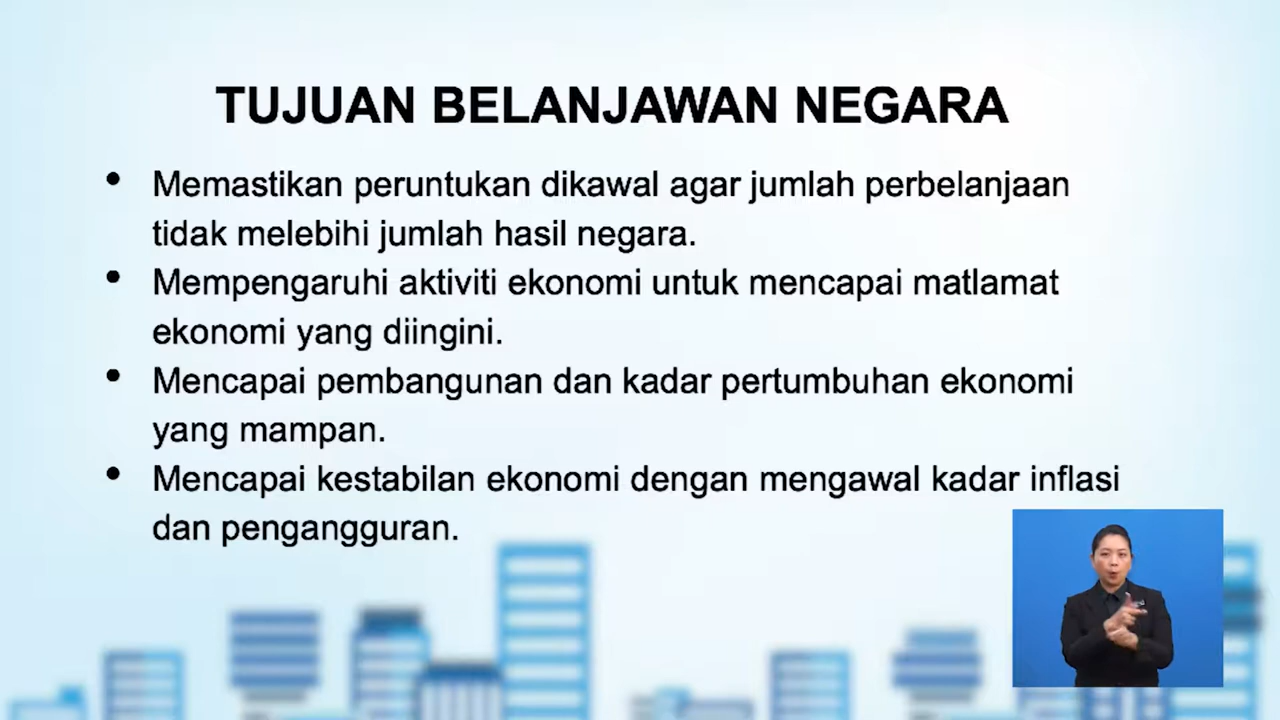 TUJUAN BELANJAWAN NEGARA
• Memastikan peruntukan dikawal agar jumlah perbelanjaan
tidak melebihi jumlah hasil negara.
• Mempengaruhi aktiviti ekonomi untuk mencapai matlamat
ekonomi yang diingini.
• Mencapai pembangunan dan kadar pertumbuhan ekonomi
yang mampan.
• Mencapai kestabilan ekonomi dengan mengawal kadar inflasi
dan pengangguran.